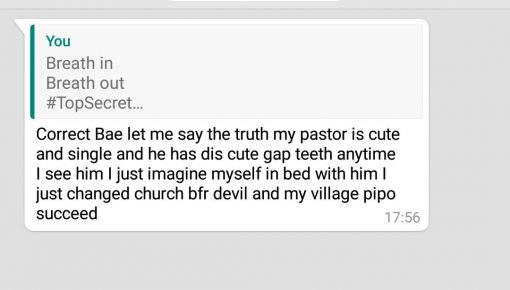 You
Breath in
Breath out
#TopSecret...
Correct Bae let me say the truth my pastor is cute
and single and he has dis cute gap teeth anytime
I see him I just imagine myself in bed with him I
just changed church bfr devil and my village pipo
succeed
17:56